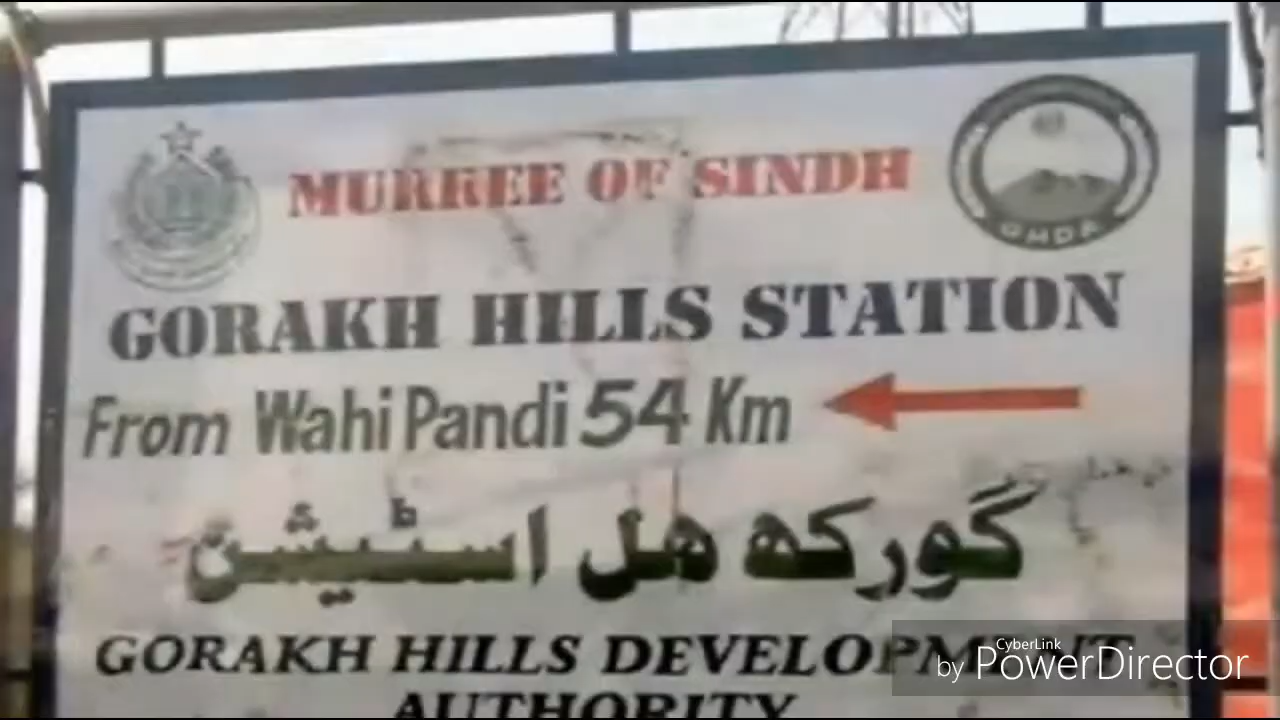 MURREE OF SINDH
GHDA
GORAKH HILLS STATION
From Wahi Pandi 54 Km
گورکھ ھل اسٹیشن
GORAKH HILLS DEVELOPMENT
AUTHORITY
CyberLink
by PowerDirector